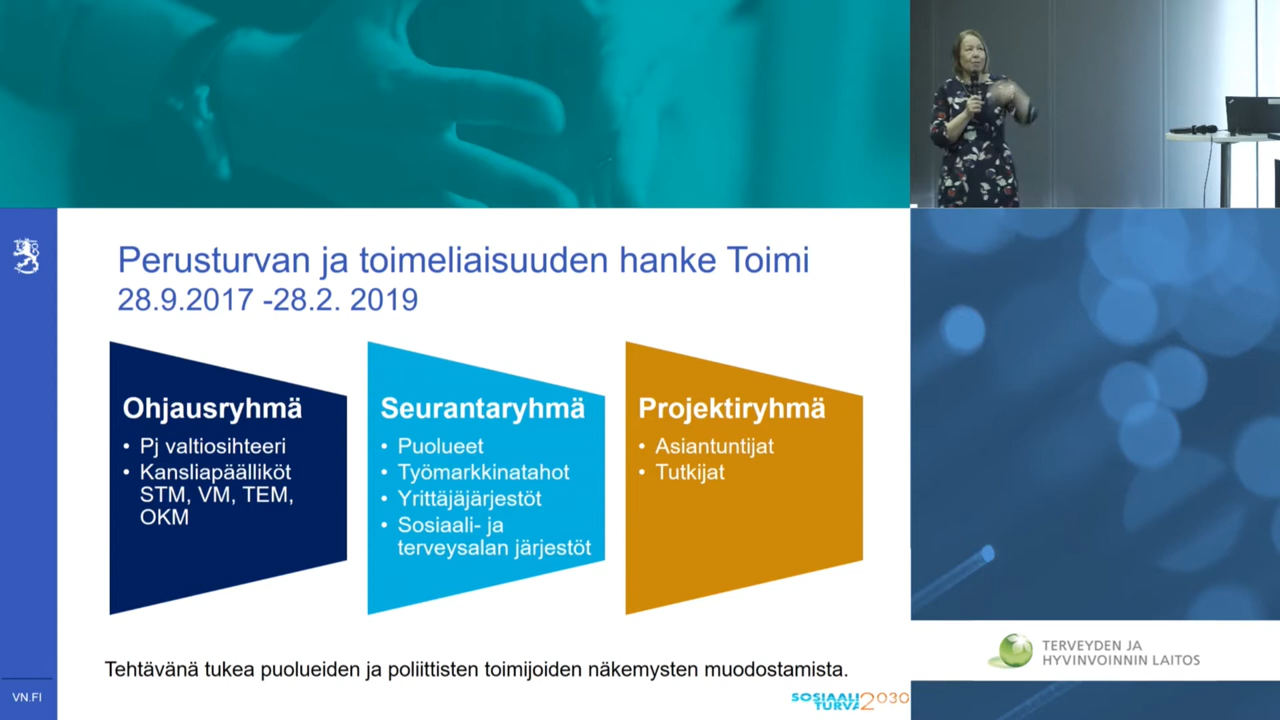 Perusturvan ja toimeliaisuuden hanke Toimi
28.9.2017 -28.2. 2019
Ohjausryhmä
• Pj valtiosihteeri
• Kansliapäälliköt
STM, VM, TEM,
OKM
Seurantaryhmä
• Puolueet
• Työmarkkinatahot
• Yrittäjäjärjestöt
• Sosiaali- ja
terveysalan järjestöt
Projektiryhmä
• Asiantuntijat
• Tutkijat
Tehtävänä tukea puolueiden ja poliittisten toimijoiden näkemysten muodostamista.
VN.FI
SOSIAALI
TURVA2030
TERVEYDEN JA
HYVINVOINNIN LAITOS